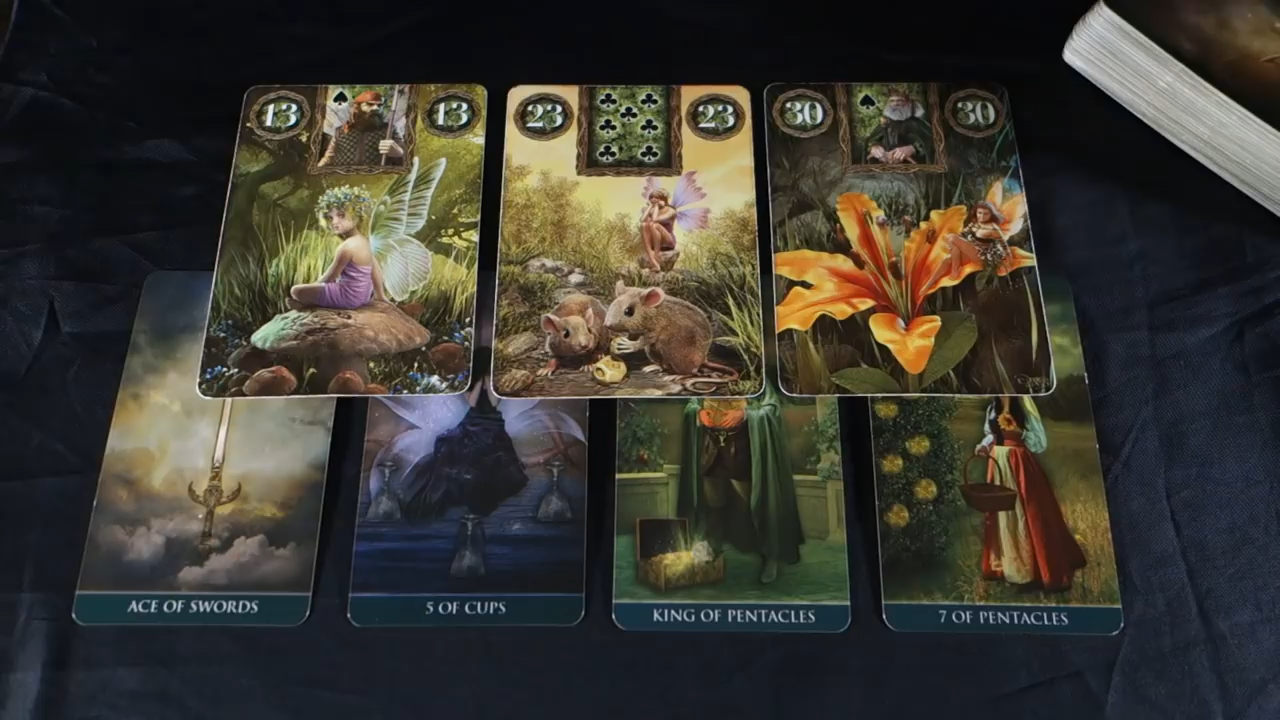 13 13
23 23
30 30
ACE OF SWORDS
5 OF CUPS
KING OF PENTACLES
7 OF PENTACLES